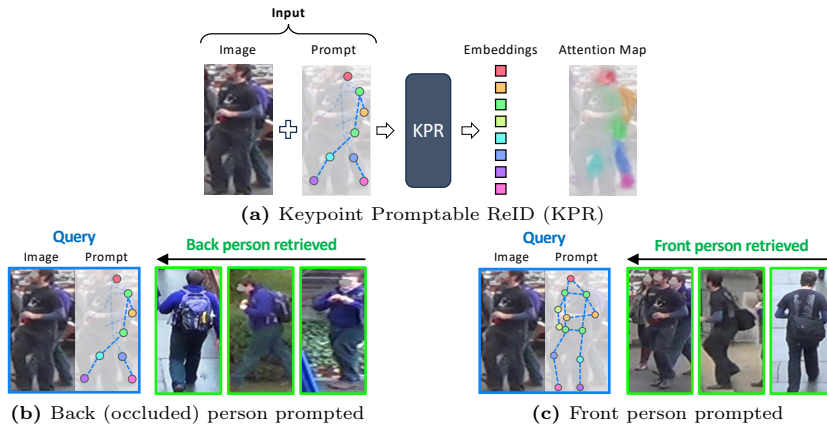 Input
Image
Prompt
Embeddings
Attention Map
KPR
(a) Keypoint Promptable ReID (KPR)
Query
Image
Prompt
Back person retrieved
(b) Back (occluded) person prompted
Query
Image
Prompt
Front person retrieved
(c) Front person prompted